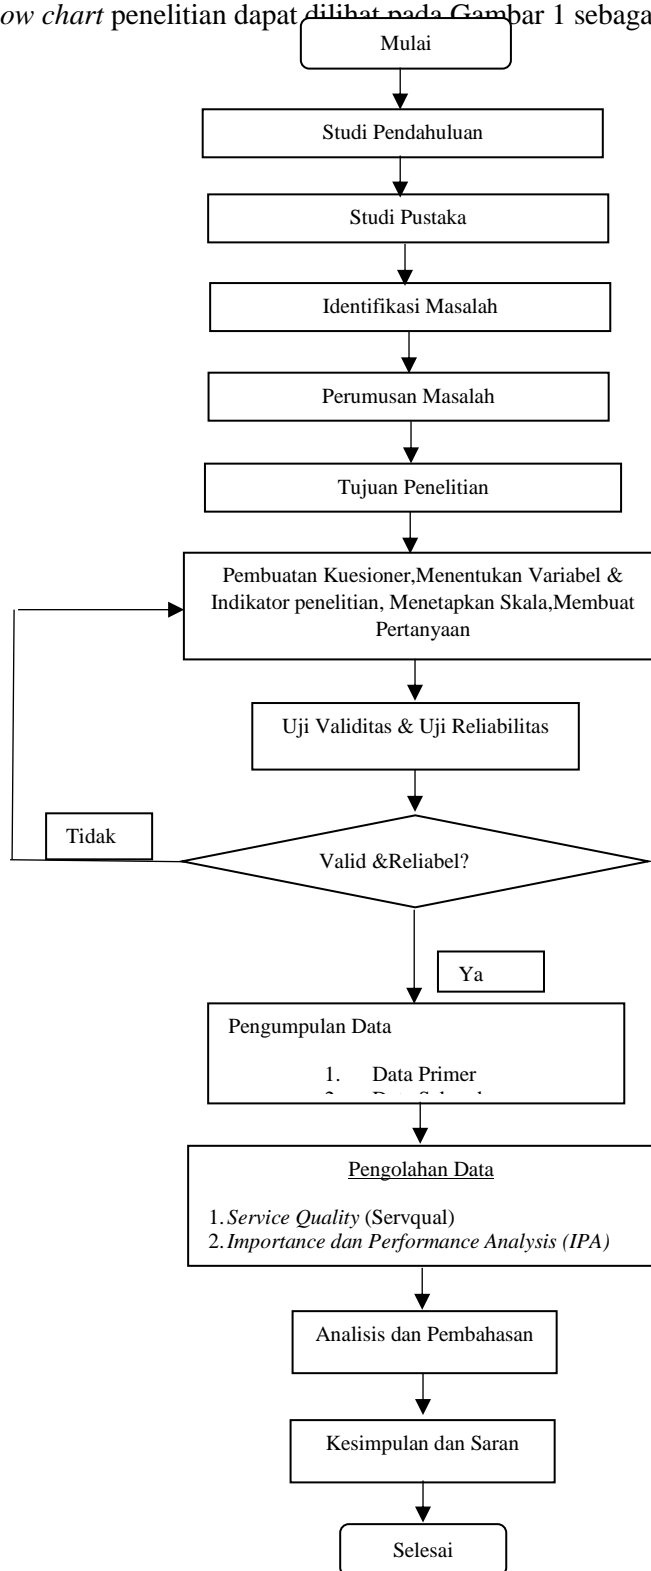 ow chart penelitian dapat dilihat pada Gambar 1 sebaga
Mulai
Studi Pendahuluan
Studi Pustaka
Identifikasi Masalah
Perumusan Masalah
Tujuan Penelitian
Pembuatan Kuesioner,Menentukan Variabel &
Indikator penelitian, Menetapkan Skala,Membuat
Pertanyaan
Uji Validitas & Uji Reliabilitas
Tidak
Valid &Reliabel?
Ya
Pengumpulan Data
1. Data Primer
Pengolahan Data
1. Service Quality (Servqual)
2. Importance dan Performance Analysis (IPA)
Analisis dan Pembahasan
Kesimpulan dan Saran
Selesai